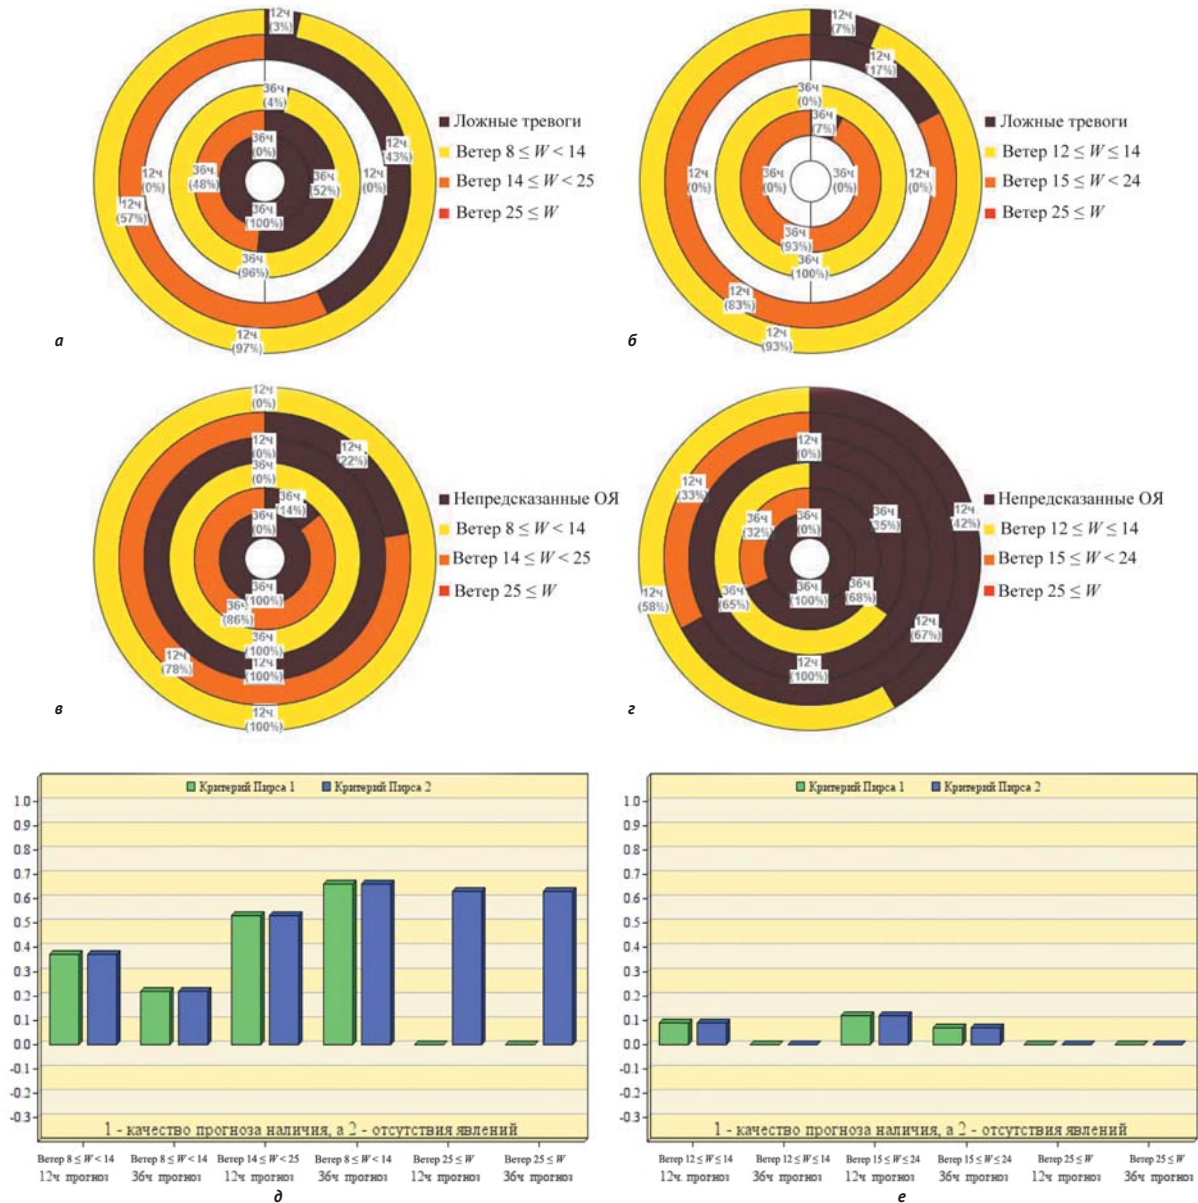 12ч
(3%)
36ч
(4%)
36ч
(0%)
12ч
(43%)
12ч
(0%)
36ч
(48%)
36ч
(52%)
12ч
(0%)
12ч
(57%)
36ч
(100%)
36ч
(96%)
12ч
(97%)
Ложные тревоги
Ветер 8 ≤ W < 14
Ветер 14 ≤ W < 25
Ветер 25 ≤ W
а
12ч
(7%)
12ч
(17%)
36ч
(0%)
36ч
(7%)
12ч
(0%)
36ч
(0%)
36ч
(0%)
12ч
(0%)
36ч
(93%)
36ч
(100%)
12ч
(83%)
12ч
(93%)
Ложные тревоги
Ветер 12 ≤ W ≤ 14
Ветер 15 ≤ W < 24
Ветер 25 ≤ W
б
12ч
(0%)
12ч
(0%)
12ч
(22%)
36ч
(0%)
36ч
(14%)
36ч
(0%)
36ч
(100%)
36ч
(86%)
36ч
(100%)
12ч
(78%)
12ч
(100%)
12ч
(100%)
Непредсказанные ОЯ
Ветер 8 ≤ W < 14
Ветер 14 ≤ W < 25
Ветер 25 ≤ W
в
12ч
(0%)
12ч
(33%)
36ч
(32%)
36ч
(0%)
36ч
(35%)
12ч
(42%)
12ч
(58%)
36ч
(65%)
36ч
(100%)
36ч
(68%)
12ч
(67%)
12ч
(100%)
Непредсказанные ОЯ
Ветер 12 ≤ W ≤ 14
Ветер 15 ≤ W < 24
Ветер 25 ≤ W
г
Критерий Пирса 1 Критерий Пирса 2
1.0
0.9
0.8
0.7
0.6
0.5
0.4
0.3
0.2
0.1
0.0
-0.1
-0.2
-0.3
1 - качество прогноза наличия, а 2 - отсутствия явлений
Ветер 8 ≤ W < 14 Ветер 8 ≤ W < 14 Ветер 14 ≤ W < 25 Ветер 8 ≤ W < 14 Ветер 25 ≤ W Ветер 25 ≤ W
12ч прогноз 36ч прогноз 12ч прогноз 36ч прогноз 12ч прогноз 36ч прогноз
д
Критерий Пирса 1 Критерий Пирса 2
1.0
0.9
0.8
0.7
0.6
0.5
0.4
0.3
0.2
0.1
0.0
-0.1
-0.2
-0.3
1 - качество прогноза наличия, а 2 - отсутствия явлений
Ветер 12 ≤ W ≤ 14 Ветер 12 ≤ W ≤ 14 Ветер 15 ≤ W ≤ 24 Ветер 15 ≤ W ≤ 24 Ветер 25 ≤ W Ветер 25 ≤ W
12ч прогноз 36ч прогноз 12ч прогноз 36ч прогноз 12ч прогноз 36ч прогноз
е